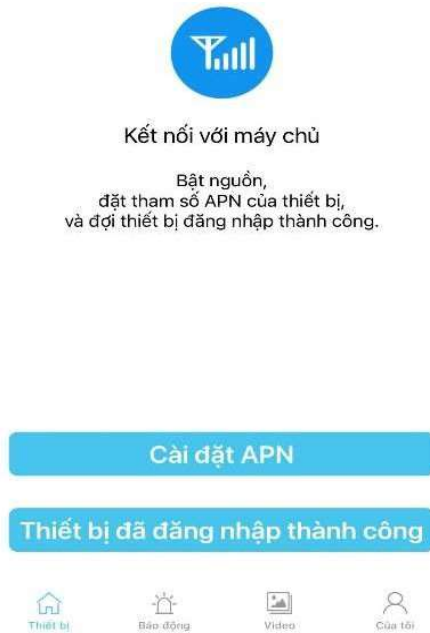 Kết nối với máy chủ
Bật nguồn,
đặt tham số APN của thiết bị,
và đợi thiết bị đăng nhập thành công.
Cài đặt APN
Thiết bị đã đăng nhập thành công
Thiết bị
Báo động
Video
Của tôi